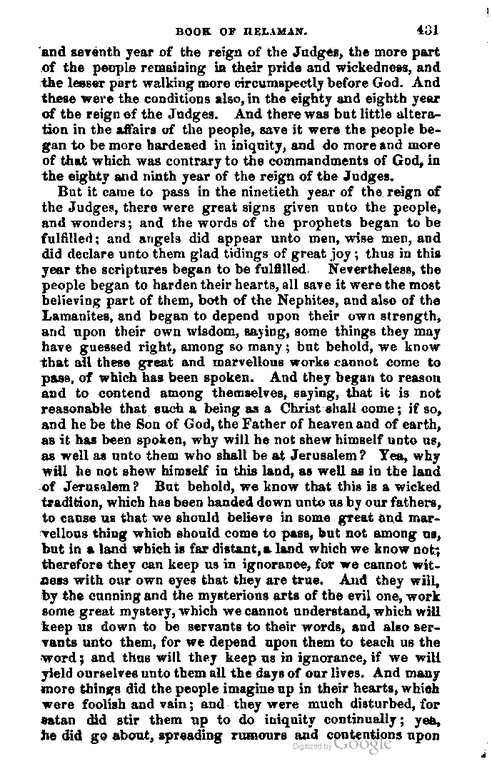 BOOK OF HELAMAN. 431
and seventh year of the reign of the Judges, the more part
of the people remaining in their pride and wickedness, and
the lesser part walking more circumspectly before God. And
these were the conditions also, in the eighty and eighth year
of the reign of the Judges. And there was but little altera-
tion in the affairs of the people, save it were the people be-
gan to be more hardened in iniquity, and do more and more
of that which was contrary to the commandments of God, in
the eighty and ninth year of the reign of the Judges.
But it came to pass in the ninetieth year of the reign of
the Judges, there were great signs given unto the people,
and wonders; and the words of the prophets began to be
fulfilled; and angels did appear unto men, wise men, and
did declare unto them glad tidings of great joy; thus in this
year the scriptures began to be fulfilled. Nevertheless, the
people began to harden their hearts, all save it were the most
believing part of them, both of the Nephites, and also of the
Lamanites, and began to depend upon their own strength,
and upon their own wisdom, saying, some things they may
have guessed right, among so many; but behold, we know
that all these great and marvellous works cannot come to
pass, of which has been spoken. And they began to reason
and to contend among themselves, saying, that it is not
reasonable that such a being as a Christ shall come; if so,
and he be the Son of God, the Father of heaven and of earth,
as it has been spoken, why will he not shew himself unto us,
as well as unto them who shall be at Jerusalem? Yea, why
will he not shew himself in this land, as well as in the land
of Jerusalem? But behold, we know that this is a wicked
tradition, which has been handed down unto us by our fathers,
to cause us that we should believe in some great and mar-
vellous thing which should come to pass, but not among us,
but in a land which is far distant, a land which we know not;
therefore they can keep us in ignorance, for we cannot wit-
ness with our own eyes that they are true. And they will,
by the cunning and the mysterious arts of the evil one, work
some great mystery, which we cannot understand, which will
keep us down to be servants to their words, and also ser-
vants unto them, for we depend upon them to teach us the
word; and thus will they keep us in ignorance, if we will
yield ourselves unto them all the days of our lives. And many
more things did the people imagine up in their hearts, which
were foolish and vain; and they were much disturbed, for
satan did stir them up to do iniquity continually; yea,
he did go about, spreading rumours and contentions upon
Digitized by Google